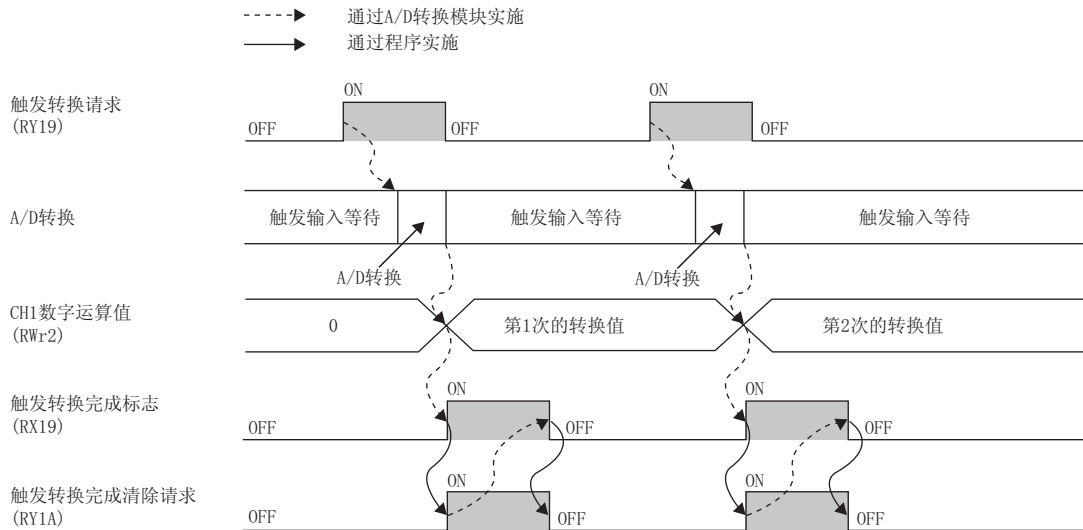 通过A/D转换模块实施
通过程序实施
触发转换请求
(RY19)
OFF
ON
OFF
ON
OFF
A/D转换
触发输入等待
触发输入等待
触发输入等待
A/D转换
A/D转换
CH1数字运算值
(RWr2)
0
第1次的转换值
第2次的转换值
触发转换完成标志
(RX19)
OFF
ON
OFF
ON
OFF
触发转换完成清除请求
(RY1A)
OFF
ON
OFF
ON
OFF